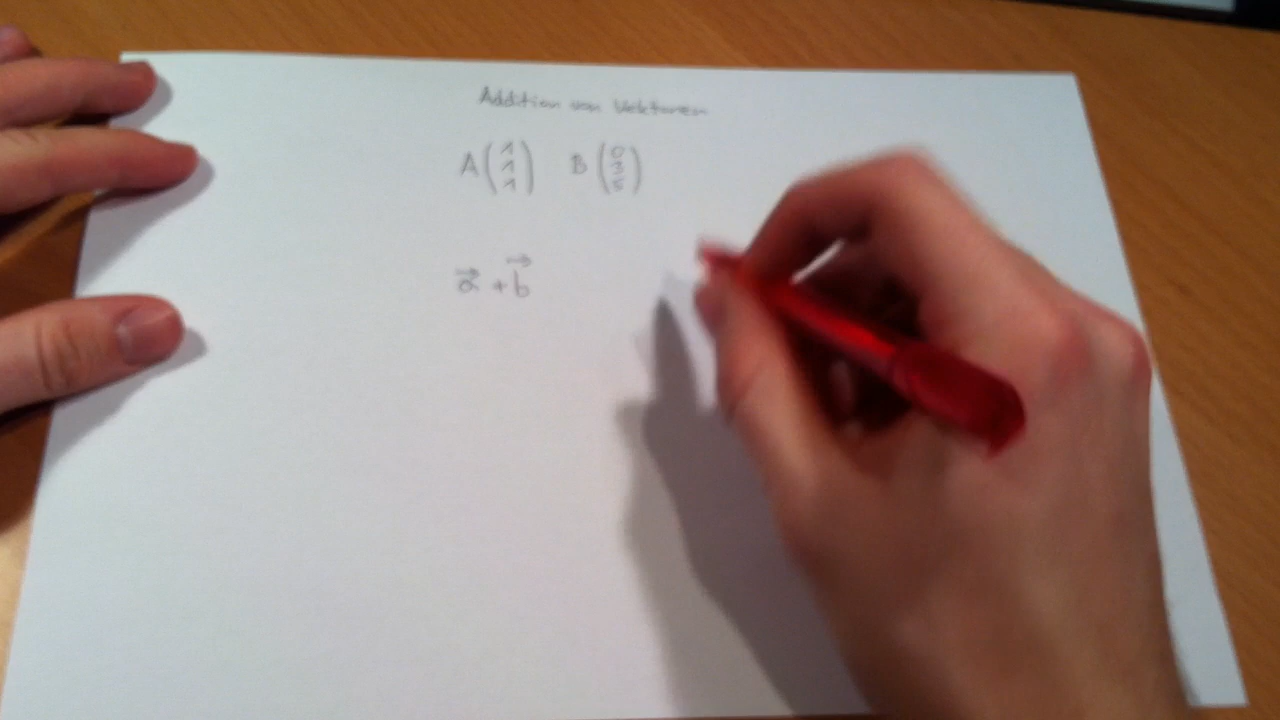 Addition von Vektoren
A(1 1 1) B(0 3 5)
a⃗ + b⃗